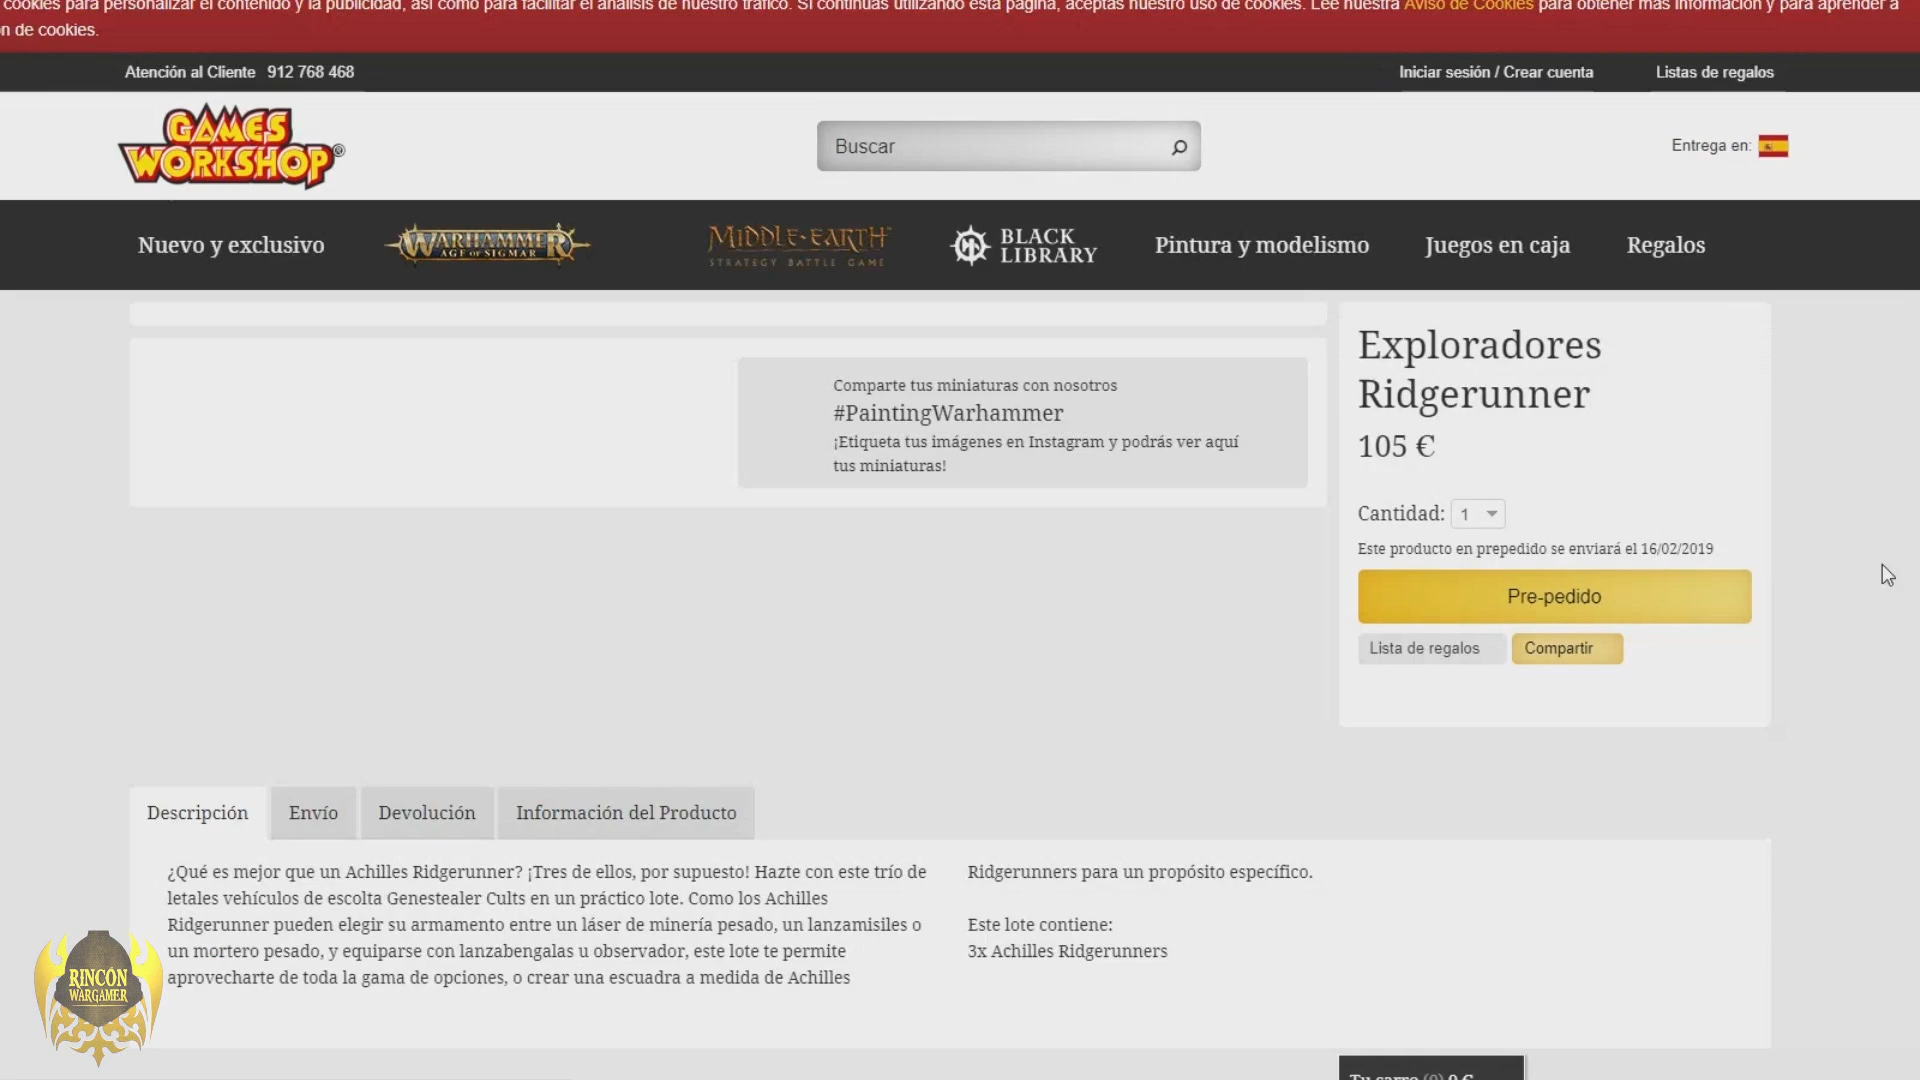 cookies para personalizar el contenido y la publicidad, así como para facilitar el análisis de nuestro tráfico. Si continúas utilizando esta página, aceptas nuestro uso de cookies. Lee nuestra Aviso de Cookies para obtener más información y para aprender a
n de cookies.
Atención al Cliente 912 768 468
Iniciar sesión / Crear cuenta
Listas de regalos
GAMES
WORKSHOP®
Buscar
Entrega en:
Nuevo y exclusivo
WARHAMMER
AGE OF SIGMAR
MIDDLE-EARTH
STRATEGY BATTLE GAME
BLACK
LIBRARY
Pintura y modelismo
Juegos en caja
Regalos
Comparte tus miniaturas con nosotros
#PaintingWarhammer
¡Etiqueta tus imágenes en Instagram y podrás ver aquí
tus miniaturas!
Exploradores
Ridgerunner
105 €
Cantidad: 1
Este producto en prepedido se enviará el 16/02/2019
Pre-pedido
Lista de regalos
Compartir
Descripción
Envío
Devolución
Información del Producto
¿Qué es mejor que un Achilles Ridgerunner? ¡Tres de ellos, por supuesto! Hazte con este trío de
letales vehículos de escolta Genestealer Cults en un práctico lote. Como los Achilles
Ridgerunner pueden elegir su armamento entre un láser de minería pesado, un lanzamisiles o
un mortero pesado, y equiparse con lanzabengalas u observador, este lote te permite
aprovecharte de toda la gama de opciones, o crear una escuadra a medida de Achilles
Ridgerunners para un propósito específico.
Este lote contiene:
3x Achilles Ridgerunners
RINCÓN
WARGAMER
Tu carro (0) 0 €